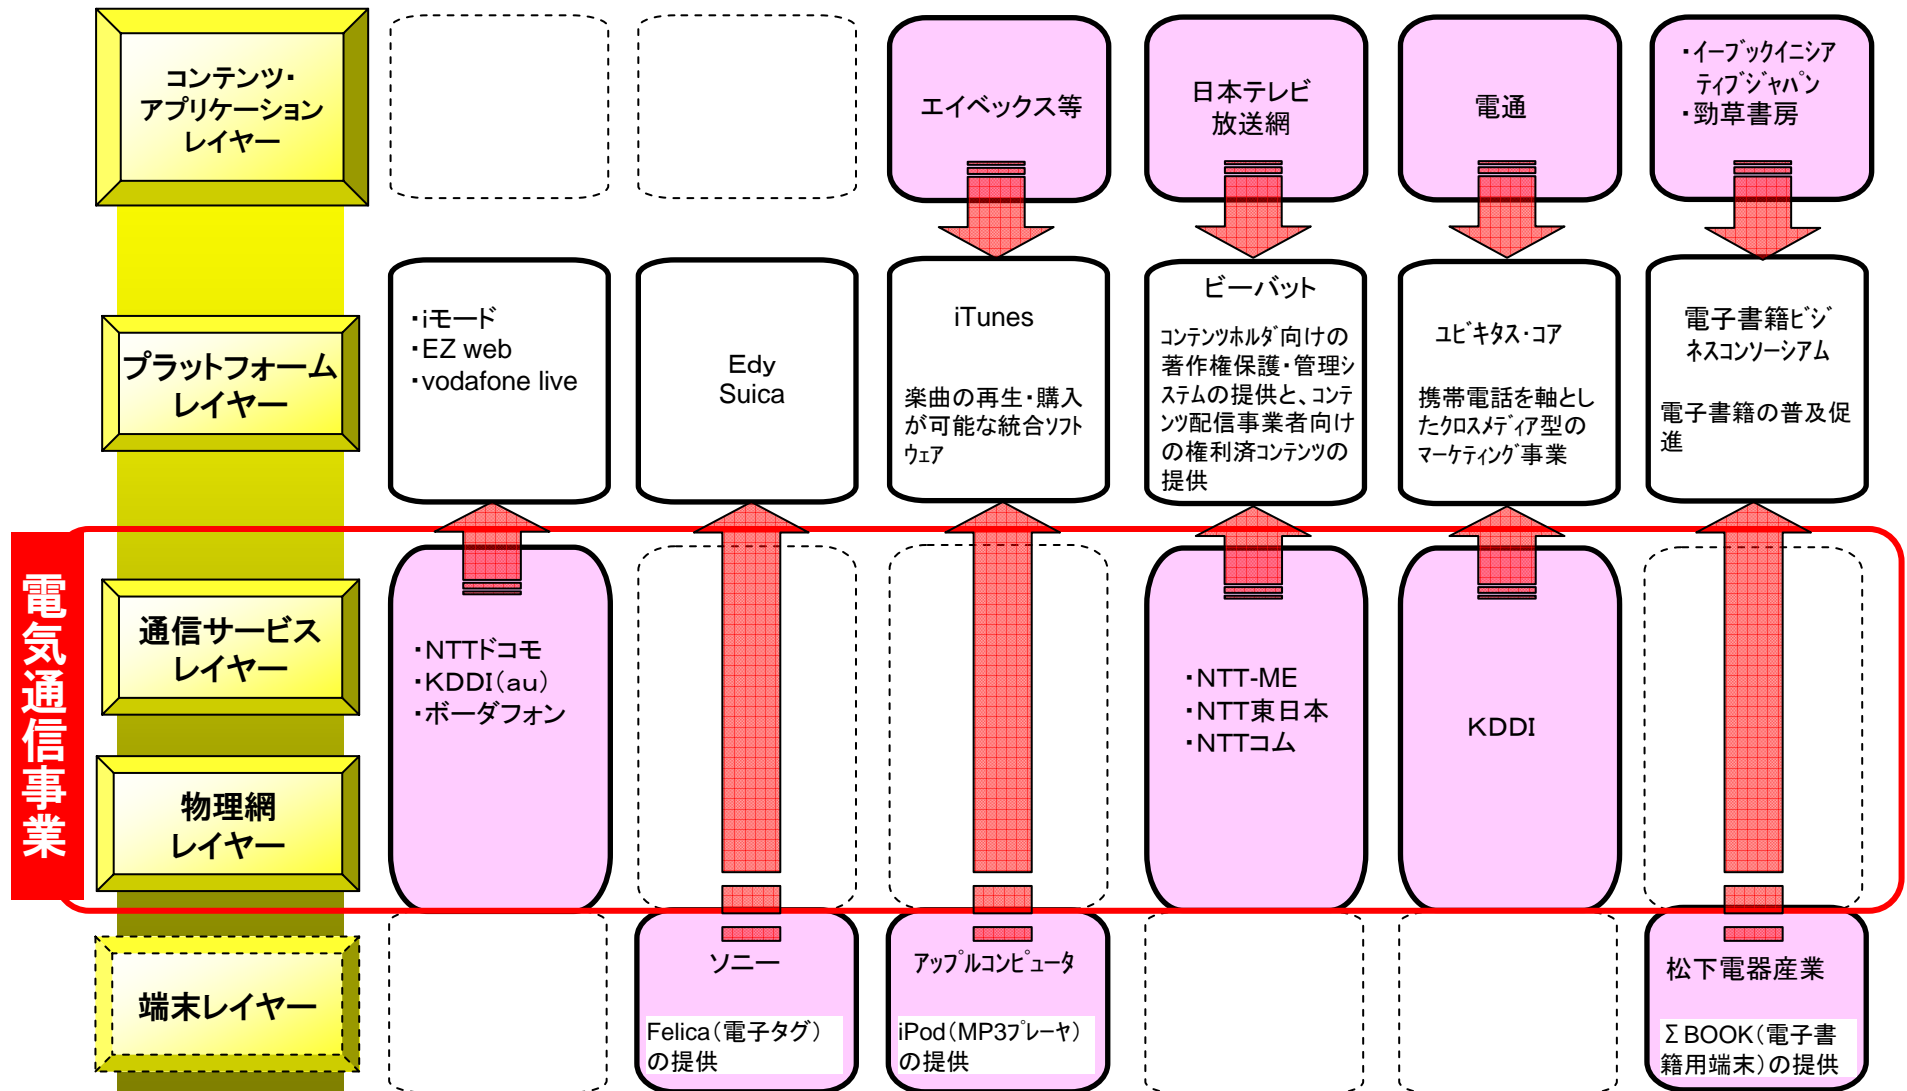 コンテンツ・
アプリケーション
レイヤー
エイベックス等
日本テレビ
放送網
電通
・イーブックイニシア
ティブジャパン
・勁草書房
プラットフォーム
レイヤー
・iモード
・EZ web
・vodafone live
Edy
Suica
iTunes
楽曲の再生・購入
が可能な統合ソフト
ウェア
ビーバット
コンテンツホルダ向けの
著作権保護・管理シ
ステムの提供と、コンテ
ンツ配信事業者向け
の権利済コンテンツの
提供
ユビキタス・コア
携帯電話を軸とし
たクロスメディア型の
マーケティング事業
電子書籍ビジ
ネスコンソーシアム
電子書籍の普及促
進
電気通信事業
通信サービス
レイヤー
物理網
レイヤー
・NTTドコモ
・KDDI(au)
・ボーダフォン
・NTT-ME
・NTT東日本
・NTTコム
KDDI
端末レイヤー
ソニー
Felica(電子タグ)
の提供
アップルコンピュータ
iPod(MP3プレーヤ)
の提供
松下電器産業
Σ BOOK(電子書
籍用端末)の提供